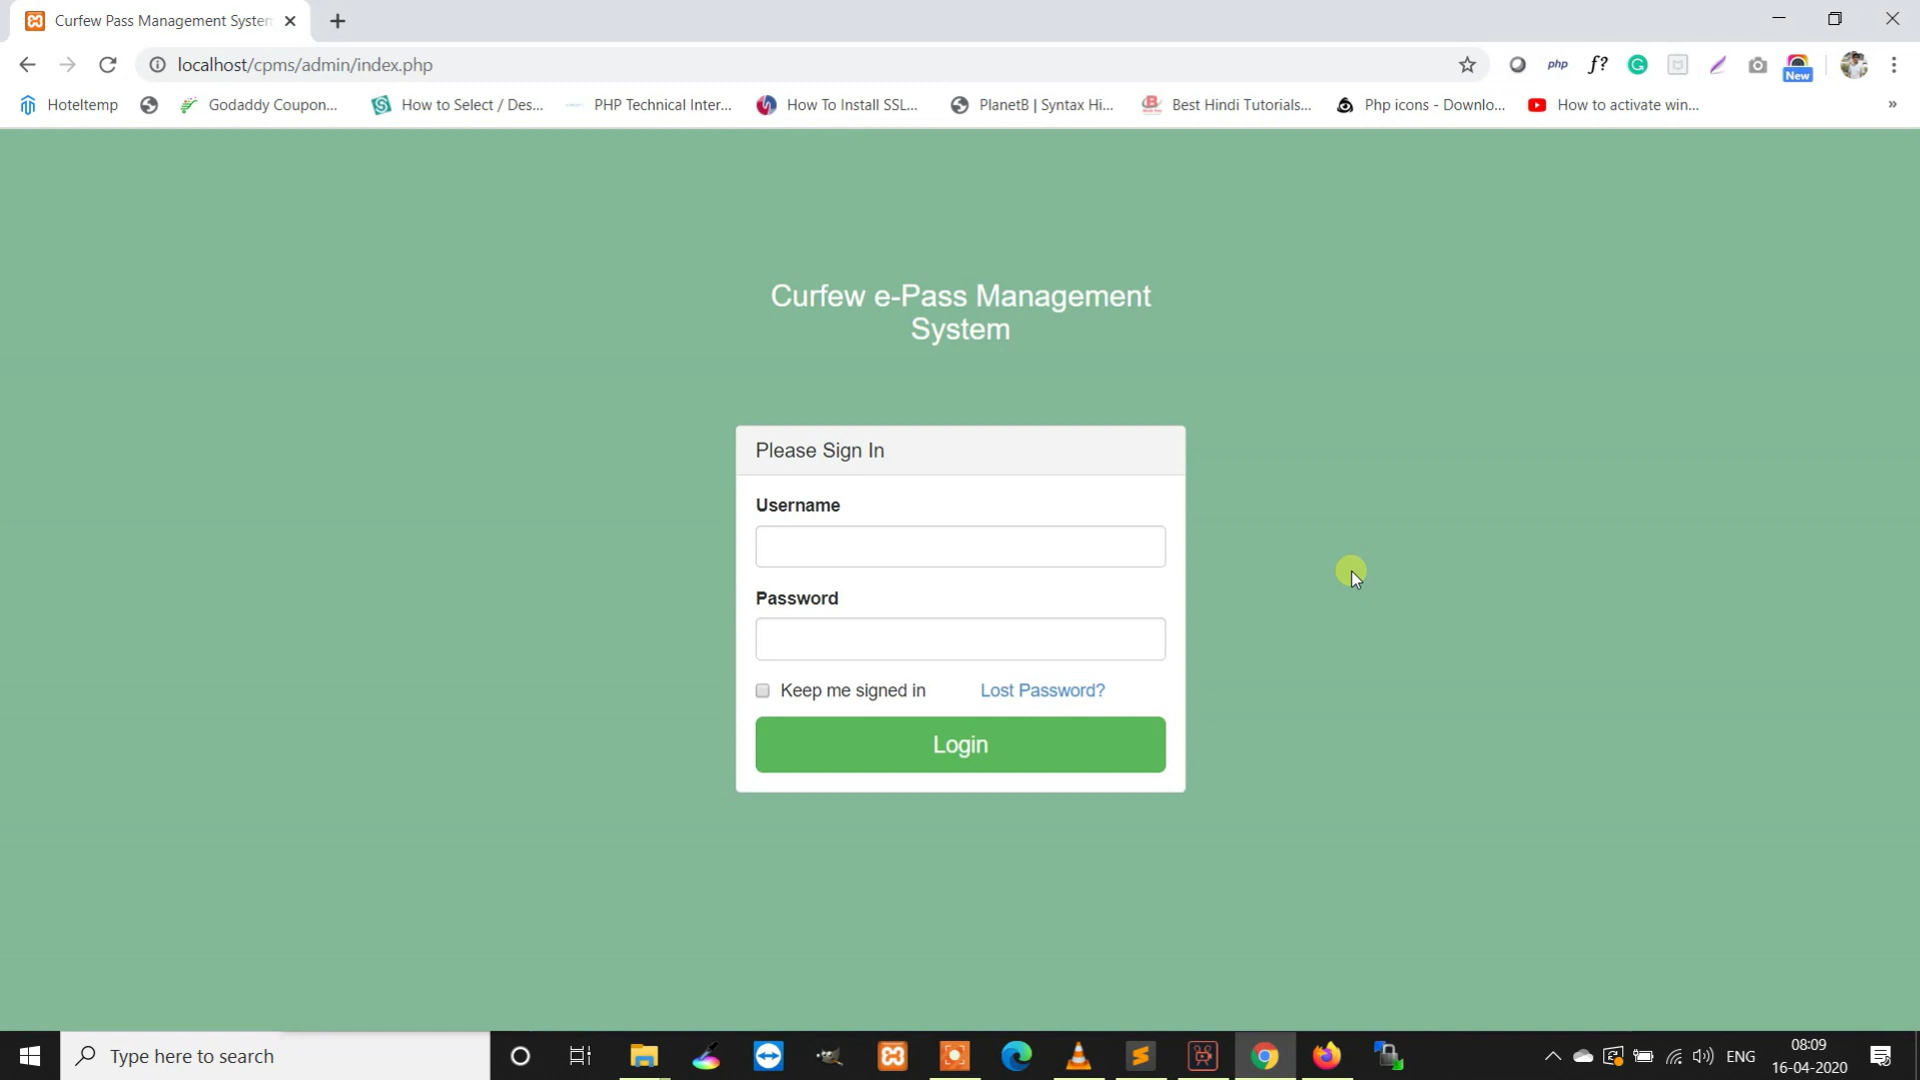 Curfew Pass Management System
localhost/cpms/admin/index.php
php
f?
New
Hoteltemp
Godaddy Coupon...
How to Select / Des...
PHP Technical Inter...
How To Install SSL...
PlanetB | Syntax Hi...
Best Hindi Tutorials...
Php icons - Downlo...
How to activate win...
»
Curfew e-Pass Management
System
Please Sign In
Username
Password
Keep me signed in
Lost Password?
Login
Type here to search
ENG
08:09
16-04-2020